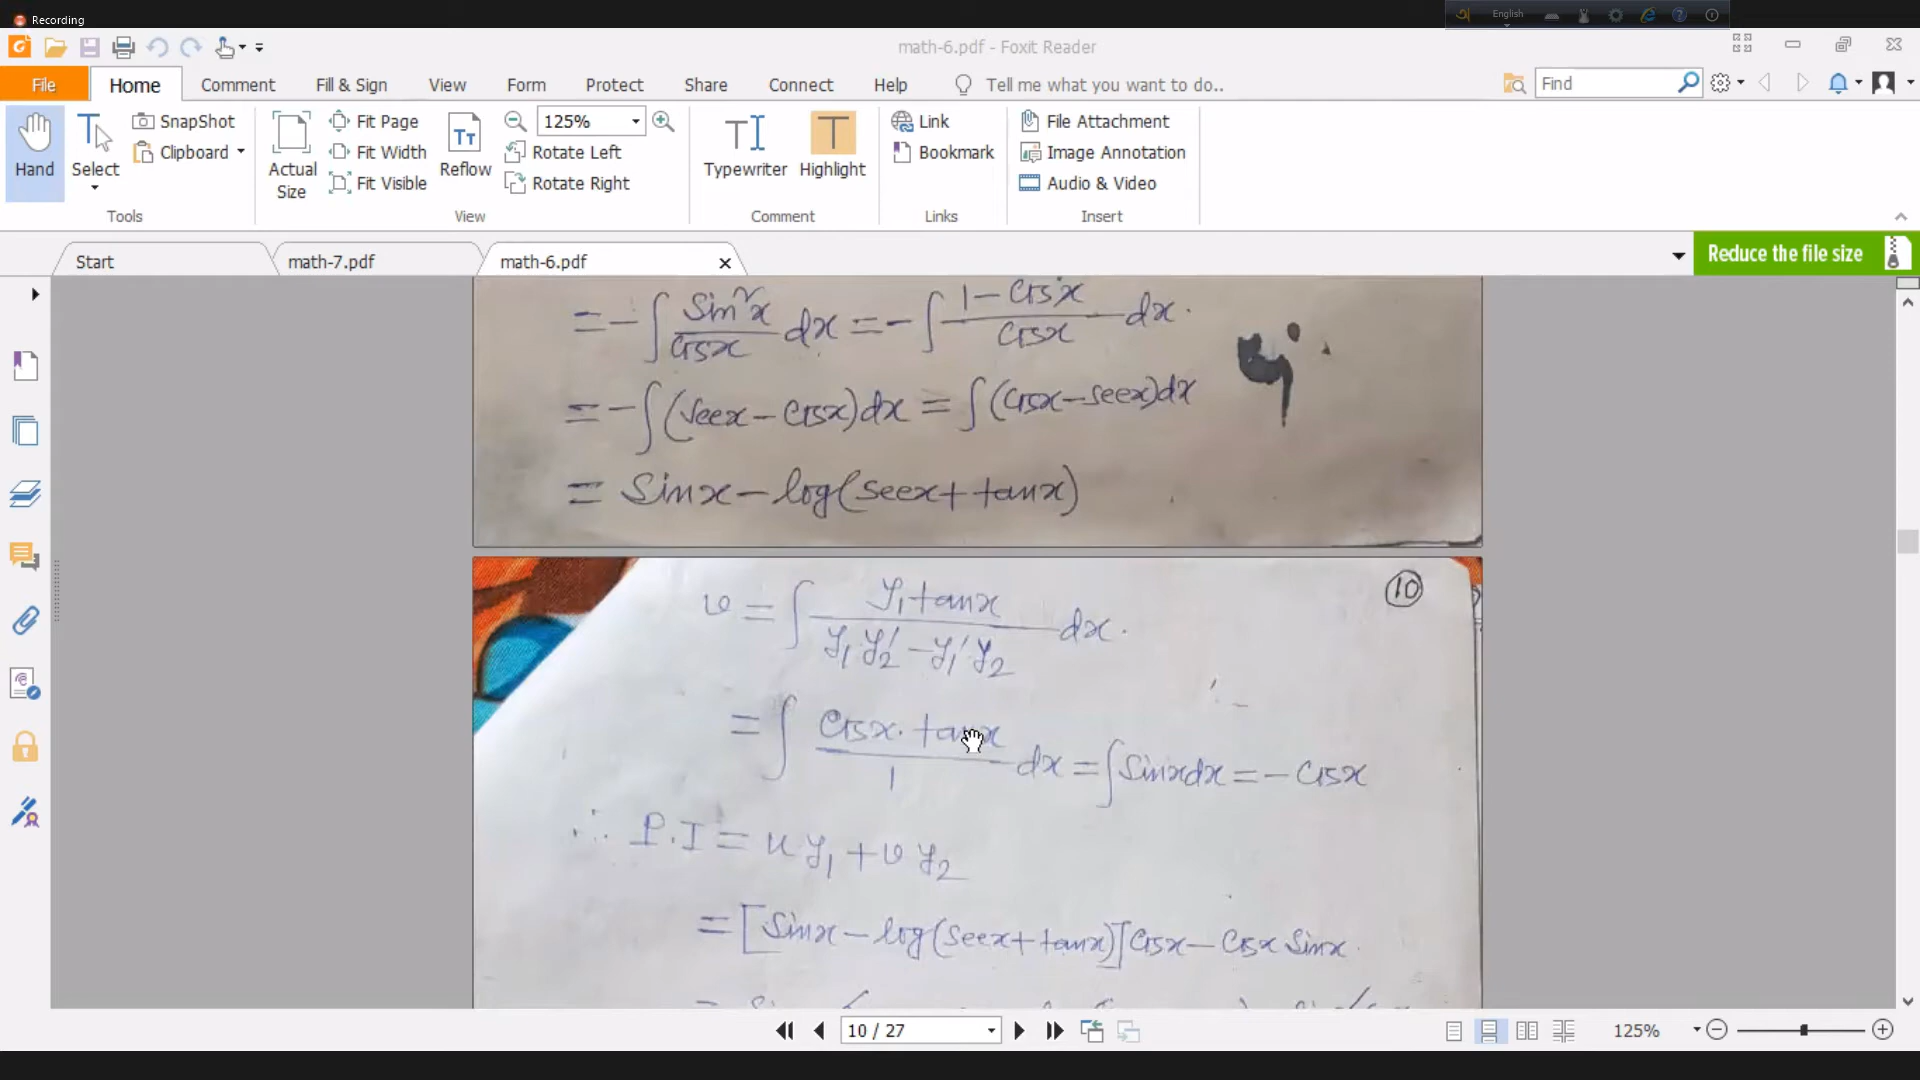 Recording
English
math-6.pdf - Foxit Reader
File Home Comment Fill & Sign View Form Protect Share Connect Help Tell me what you want to do.. Find
Hand
Select
SnapShot
Clipboard
Tools
Actual Size
Fit Page
Fit Width
Fit Visible
Reflow
125%
Rotate Left
Rotate Right
View
Typewriter
Highlight
Comment
Link
Bookmark
Links
File Attachment
Image Annotation
Audio & Video
Insert
Start math-7.pdf math-6.pdf Reduce the file size
= -∫ Sin²x/Cosx dx = -∫ 1 - Cos²x/Cosx dx.
= -∫(Secx - Cosx)dx = ∫(Cosx - Secx)dx
= Sinx - log(Secx + tanx)
10
v = ∫ y₁tanx/y₁y₂' - y₁'y₂ dx.
= ∫ Cosx. tanx/1 dx = ∫Sinxdx = -Cosx
∴ P.I = uy₁ + vy₂
= [Sinx - log(Secx + tanx)]Cosx - Cosx Sinx.
10 / 27
125%